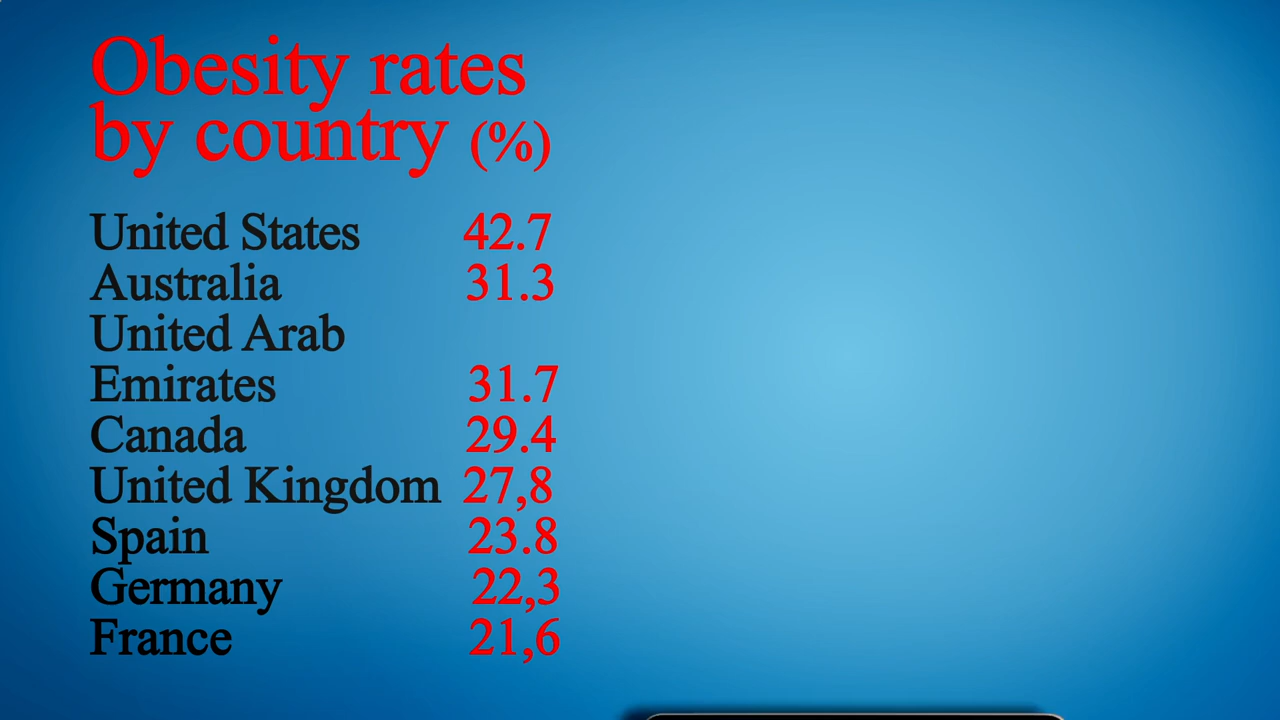 Obesity rates
by country (%)
United States 42.7
Australia 31.3
United Arab
Emirates 31.7
Canada 29.4
United Kingdom 27,8
Spain 23.8
Germany 22,3
France 21,6